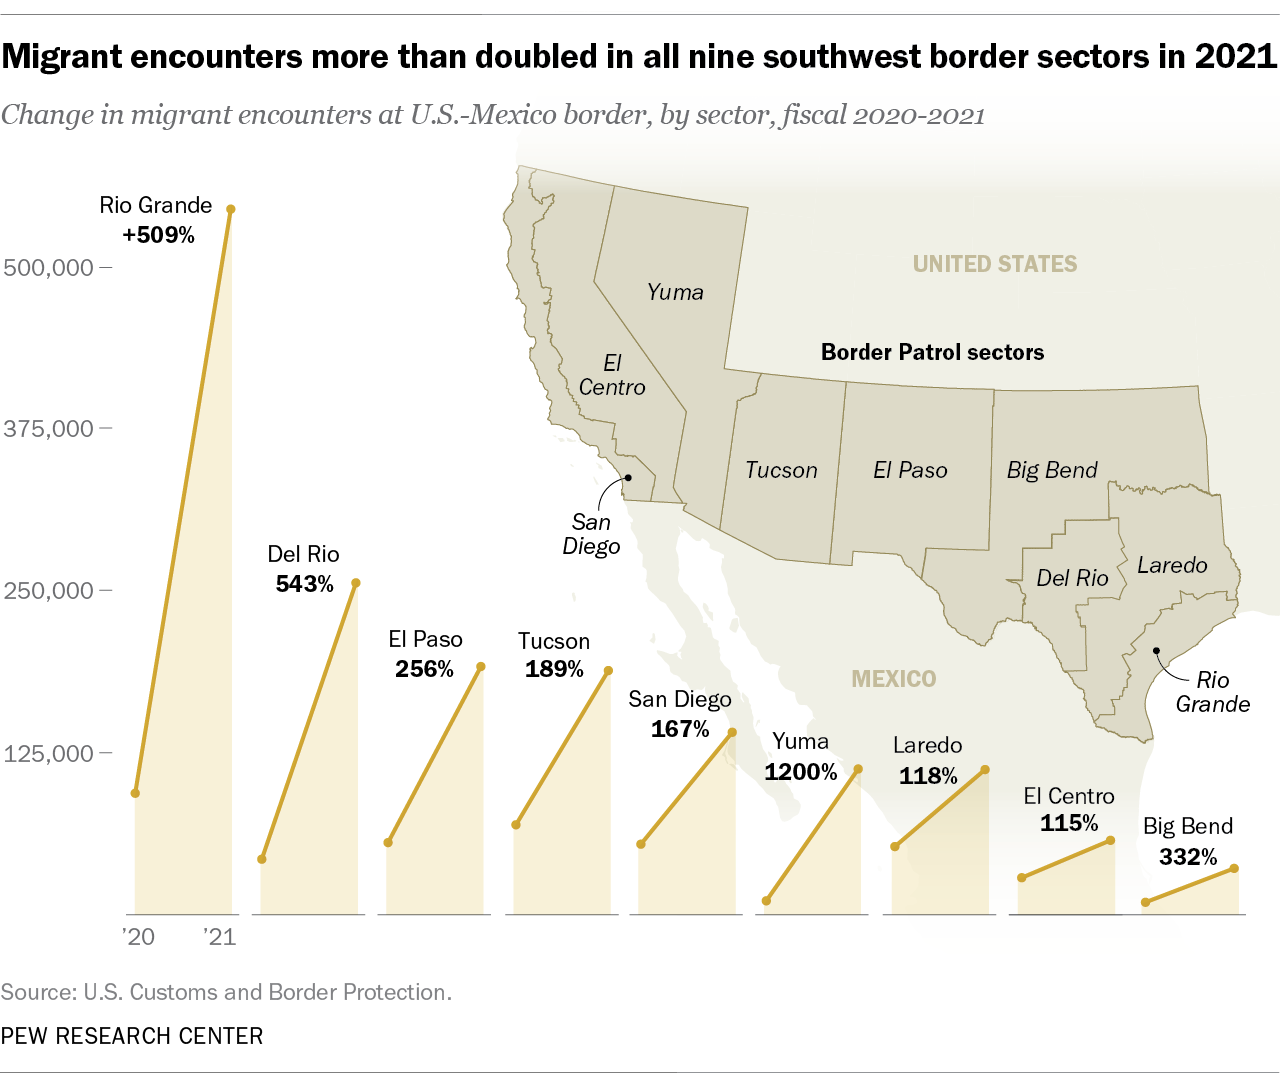 Migrant encounters more than doubled in all nine southwest border sectors in 2021
Change in migrant encounters at U.S.-Mexico border, by sector, fiscal 2020-2021
Rio Grande
+509%
500,000
375,000
250,000
125,000
’20
’21
Del Rio
543%
El Paso
256%
Tucson
189%
San Diego
167%
Yuma
1200%
Laredo
118%
El Centro
115%
Big Bend
332%
UNITED STATES
Border Patrol sectors
Yuma
El
Centro
San
Diego
Tucson
El Paso
Big Bend
Del Rio
Laredo
Rio
Grande
MEXICO
Source: U.S. Customs and Border Protection.
PEW RESEARCH CENTER